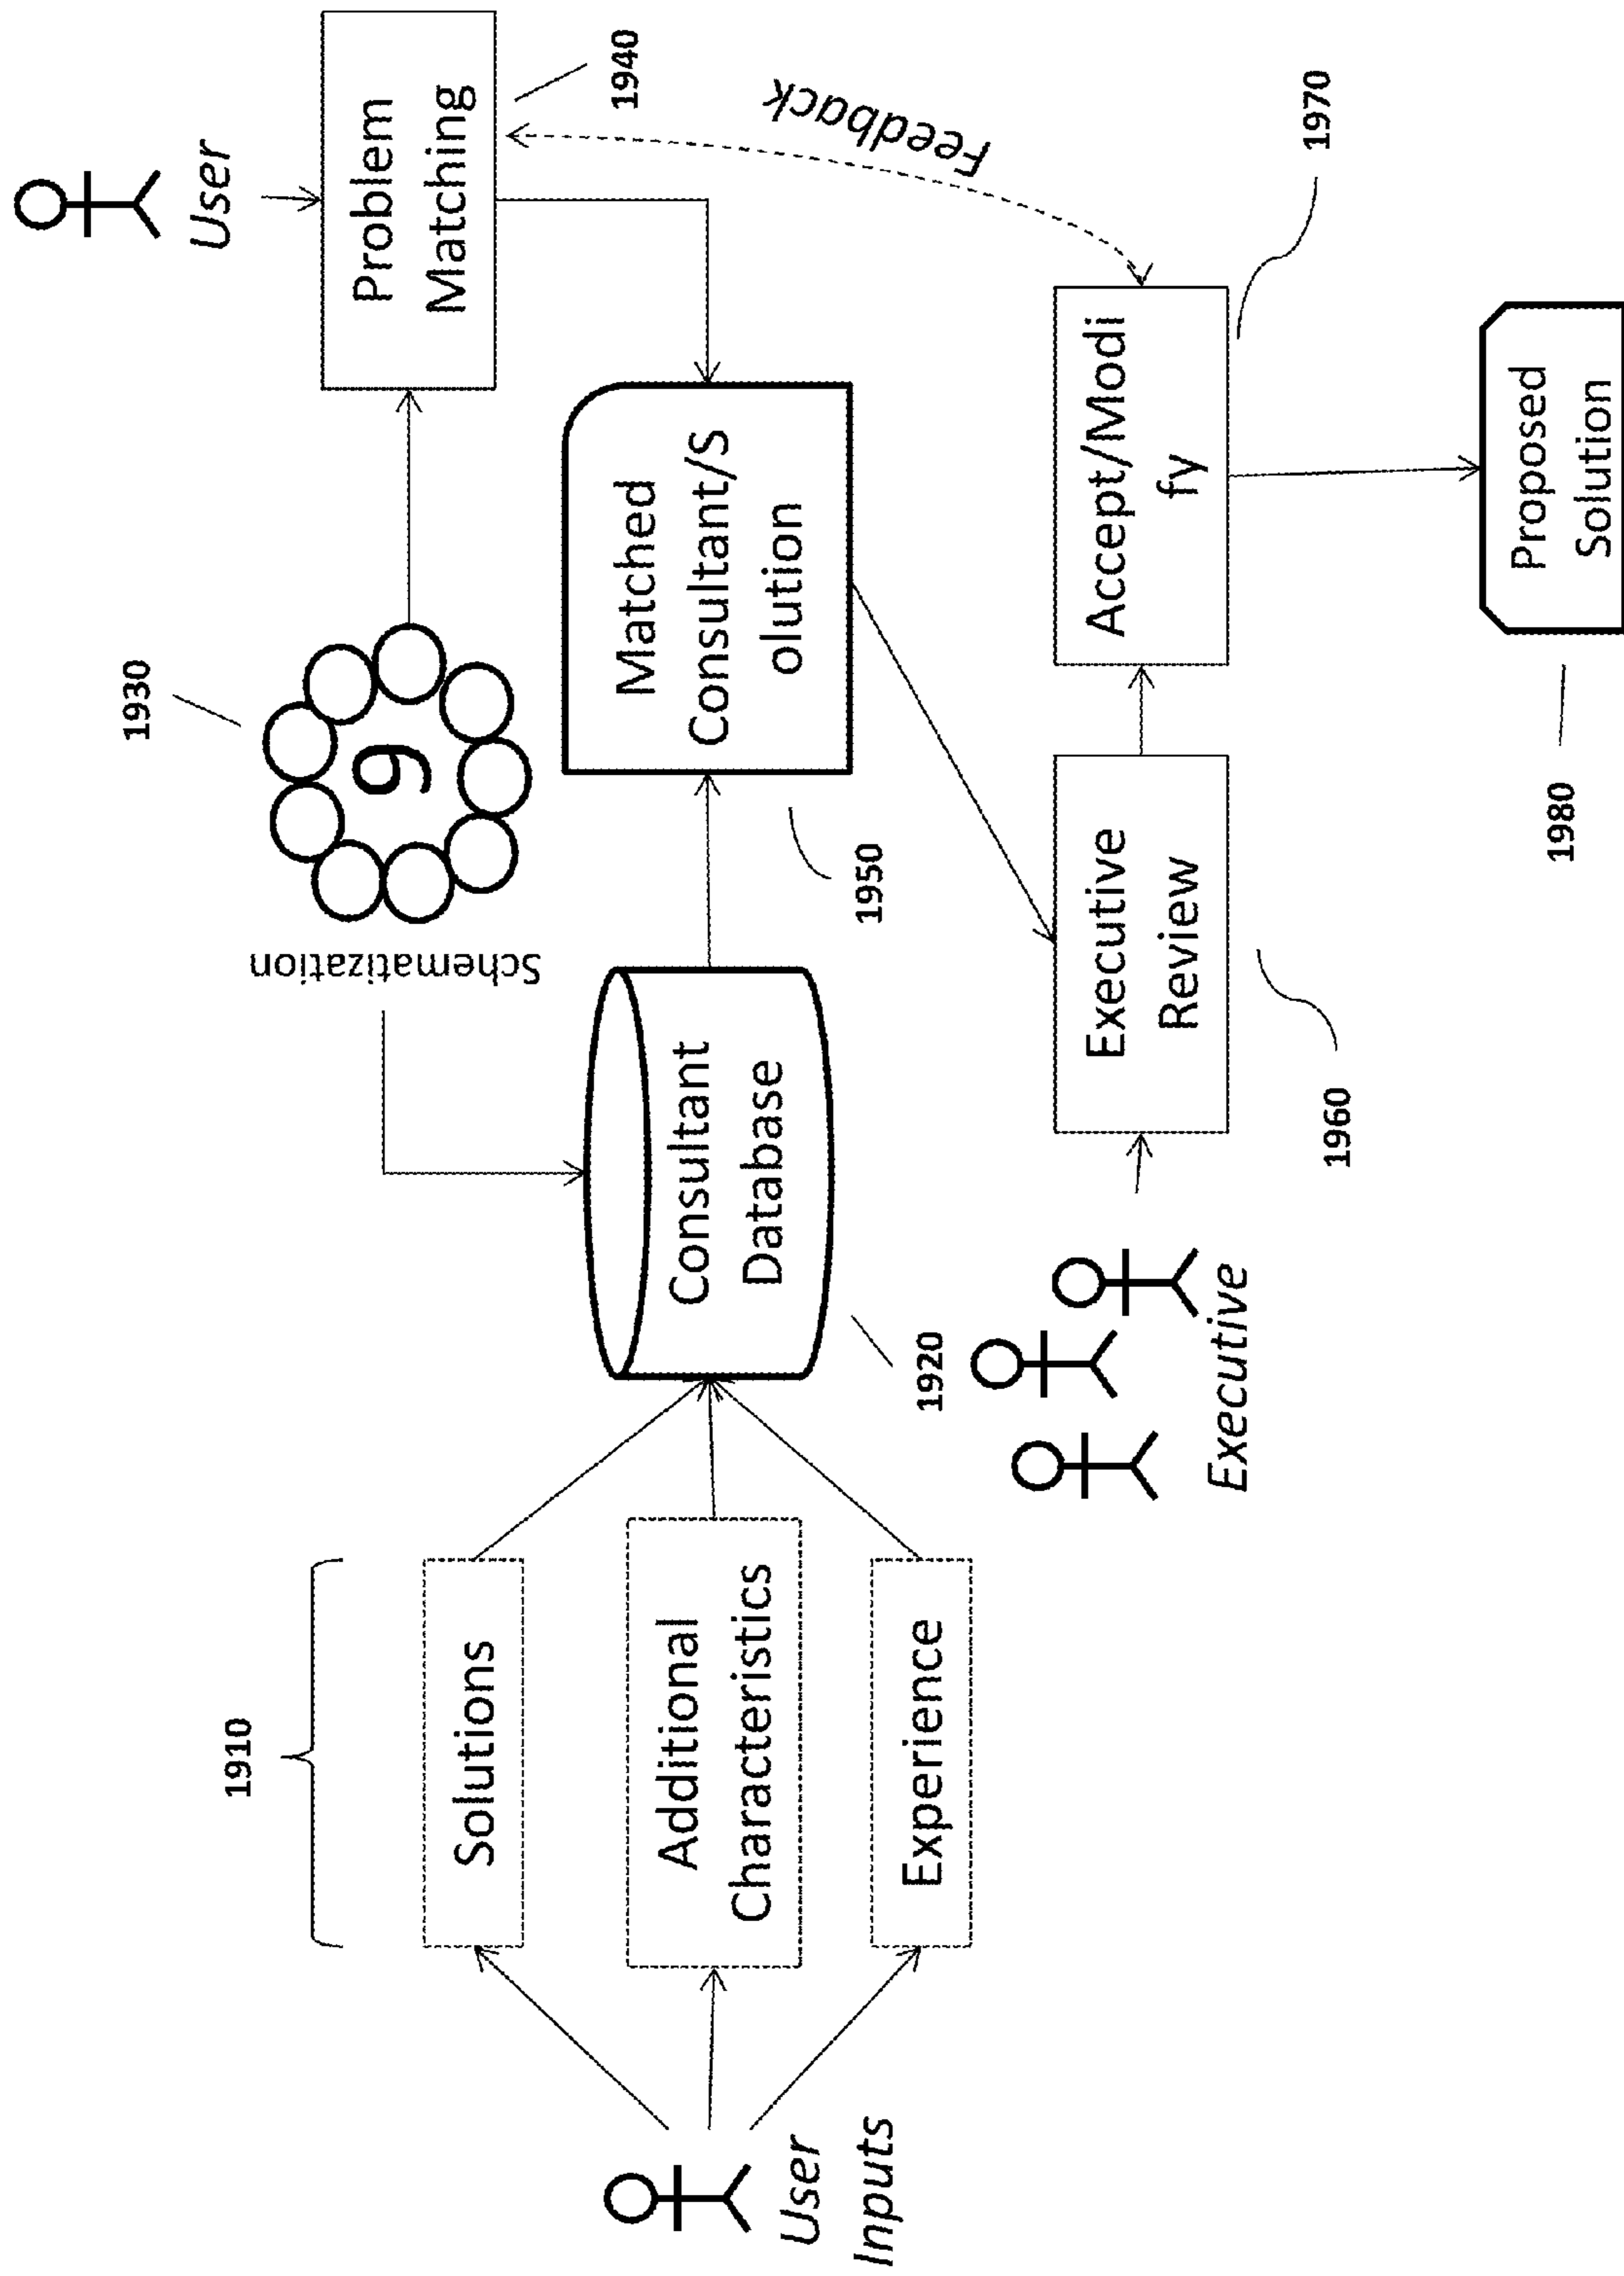 User
1930
1910
Schematization
9
Problem
Matching
1940
Solutions
Matched
Consultant/S
olution
Consultant
Database
Additional
Characteristics
User
Inputs
Feedback
1950
1920
Experience
Accept/Modi
fy
1970
Executive
Review
1960
Executive
Proposed
Solution
1980